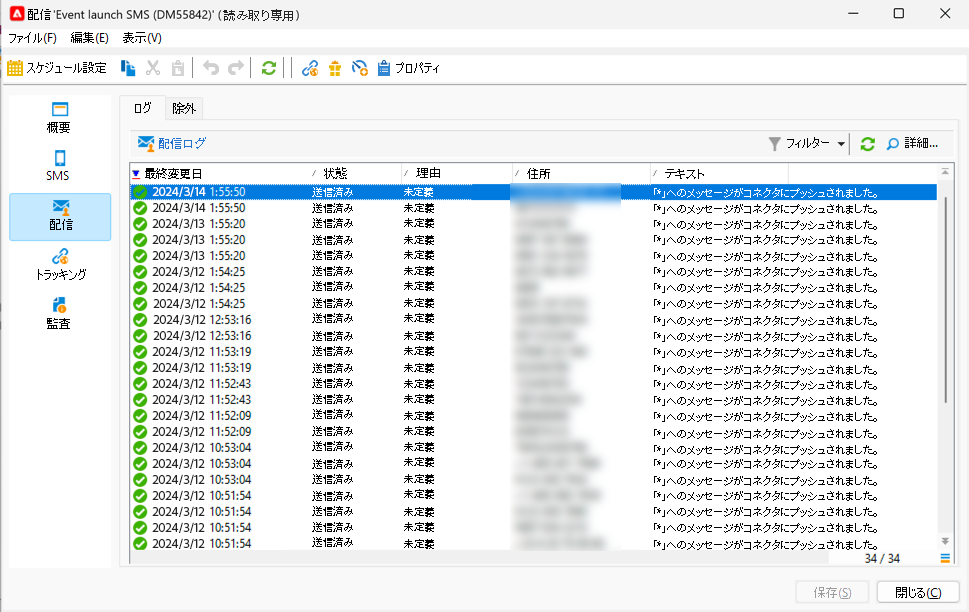 配信 'Event launch SMS (DM55842)' (読み取り専用)
ファイル(F) 編集(E) 表示(V)
スケジュール設定 プロパティ
概要
SMS
配信
トラッキング
監査
ログ 除外
配信ログ フィルター 詳細...
最終変更日 状態 理由 住所 テキスト
2024/3/14 1:55:50 送信済み 未定義 「*」へのメッセージがコネクタにプッシュされました。
2024/3/14 1:55:50 送信済み 未定義 「*」へのメッセージがコネクタにプッシュされました。
2024/3/13 1:55:20 送信済み 未定義 「*」へのメッセージがコネクタにプッシュされました。
2024/3/13 1:55:20 送信済み 未定義 「*」へのメッセージがコネクタにプッシュされました。
2024/3/13 1:55:20 送信済み 未定義 「*」へのメッセージがコネクタにプッシュされました。
2024/3/12 1:54:25 送信済み 未定義 「*」へのメッセージがコネクタにプッシュされました。
2024/3/12 1:54:25 送信済み 未定義 「*」へのメッセージがコネクタにプッシュされました。
2024/3/12 1:54:25 送信済み 未定義 「*」へのメッセージがコネクタにプッシュされました。
2024/3/12 12:53:16 送信済み 未定義 「*」へのメッセージがコネクタにプッシュされました。
2024/3/12 12:53:16 送信済み 未定義 「*」へのメッセージがコネクタにプッシュされました。
2024/3/12 11:53:19 送信済み 未定義 「*」へのメッセージがコネクタにプッシュされました。
2024/3/12 11:53:19 送信済み 未定義 「*」へのメッセージがコネクタにプッシュされました。
2024/3/12 11:52:43 送信済み 未定義 「*」へのメッセージがコネクタにプッシュされました。
2024/3/12 11:52:43 送信済み 未定義 「*」へのメッセージがコネクタにプッシュされました。
2024/3/12 11:52:09 送信済み 未定義 「*」へのメッセージがコネクタにプッシュされました。
2024/3/12 11:52:09 送信済み 未定義 「*」へのメッセージがコネクタにプッシュされました。
2024/3/12 10:53:04 送信済み 未定義 「*」へのメッセージがコネクタにプッシュされました。
2024/3/12 10:53:04 送信済み 未定義 「*」へのメッセージがコネクタにプッシュされました。
2024/3/12 10:53:04 送信済み 未定義 「*」へのメッセージがコネクタにプッシュされました。
2024/3/12 10:51:54 送信済み 未定義 「*」へのメッセージがコネクタにプッシュされました。
2024/3/12 10:51:54 送信済み 未定義 「*」へのメッセージがコネクタにプッシュされました。
2024/3/12 10:51:54 送信済み 未定義 「*」へのメッセージがコネクタにプッシュされました。
2024/3/12 10:51:54 送信済み 未定義 「*」へのメッセージがコネクタにプッシュされました。
34 / 34
保存(S) 閉じる(C)